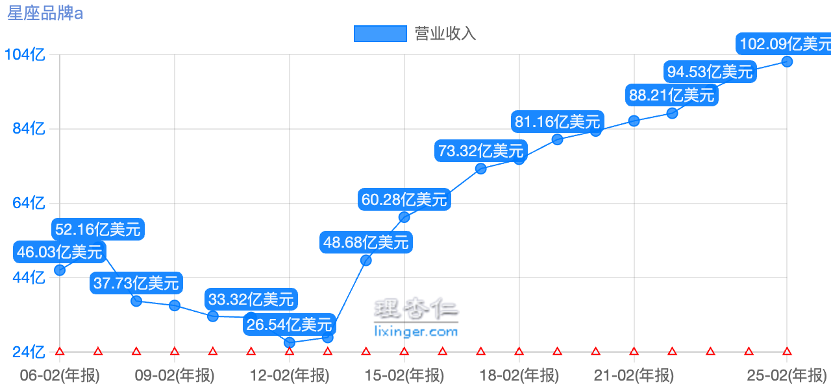 星座品牌a
营业收入
104亿
84亿
64亿
44亿
24亿
46.03亿美元
52.16亿美元
37.73亿美元
33.32亿美元
26.54亿美元
48.68亿美元
60.28亿美元
73.32亿美元
81.16亿美元
88.21亿美元
94.53亿美元
102.09亿美元
理杏仁
lixinger.com
06-02(年报)
09-02(年报)
12-02(年报)
15-02(年报)
18-02(年报)
21-02(年报)
25-02(年报)